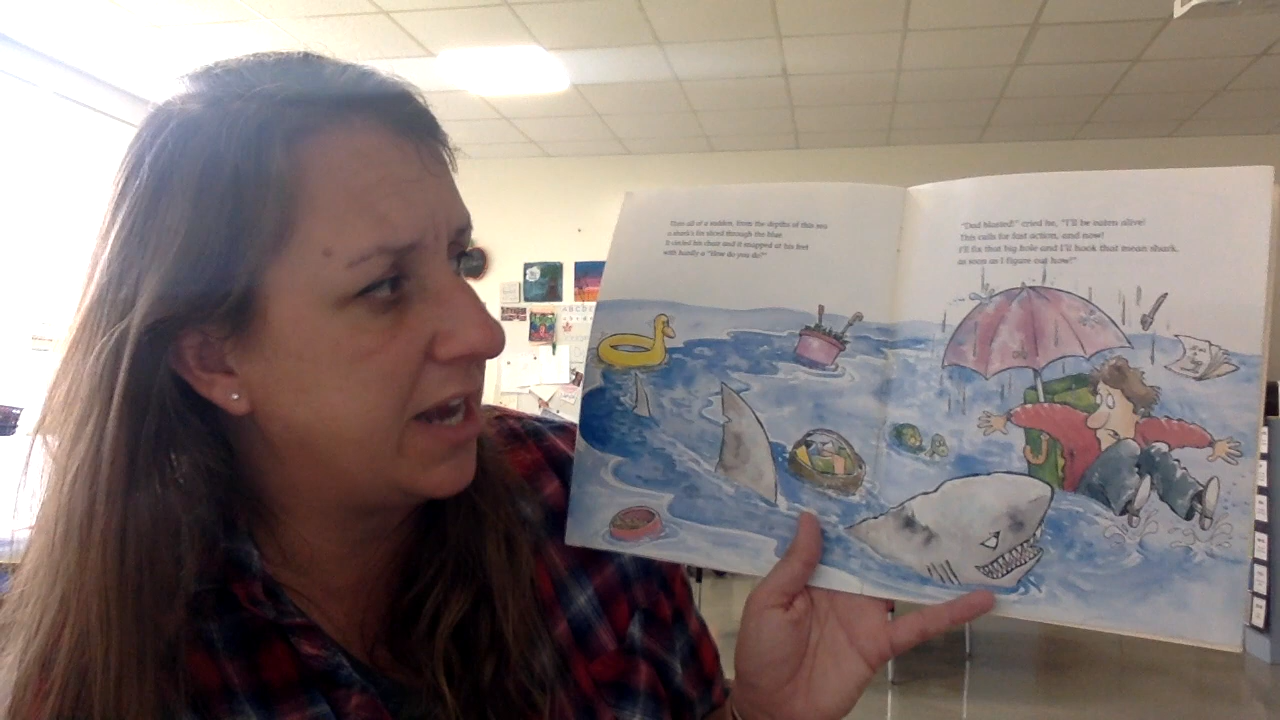 Then all of a sudden, from the depths of this sea
a shark's fin sliced through the blue.
It circled his chair and it snapped at his feet
with hardly a "How do you do?"
"Dad blasted!" cried he, "I'll be eaten alive!
This calls for fast action, and now!
I'll fix that big hole and I'll hook that mean shark,
as soon as I figure out how!"